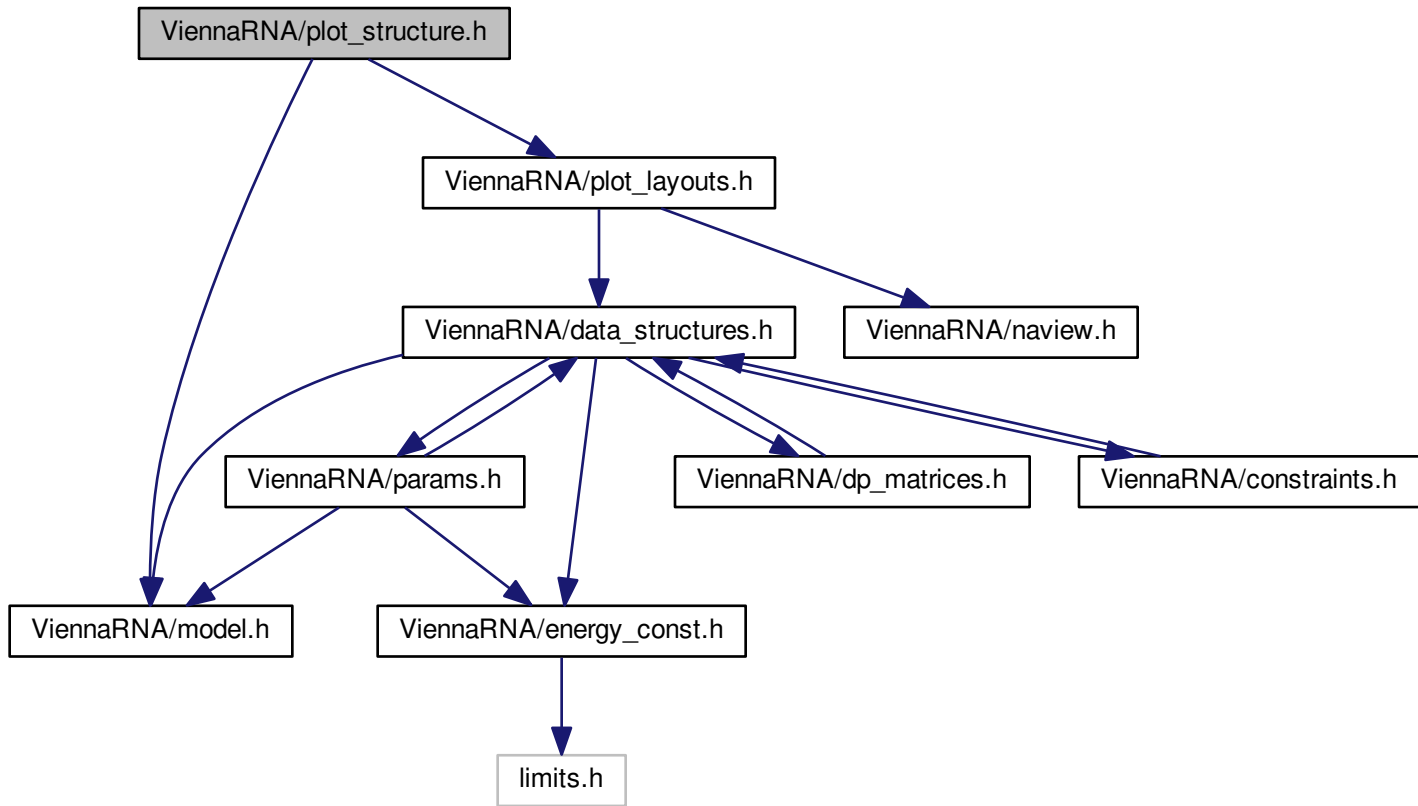 ViennaRNA/plot_structure.h
ViennaRNA/plot_layouts.h
ViennaRNA/data_structures.h
ViennaRNA/naview.h
ViennaRNA/params.h
ViennaRNA/dp_matrices.h
ViennaRNA/constraints.h
ViennaRNA/model.h
ViennaRNA/energy_const.h
limits.h